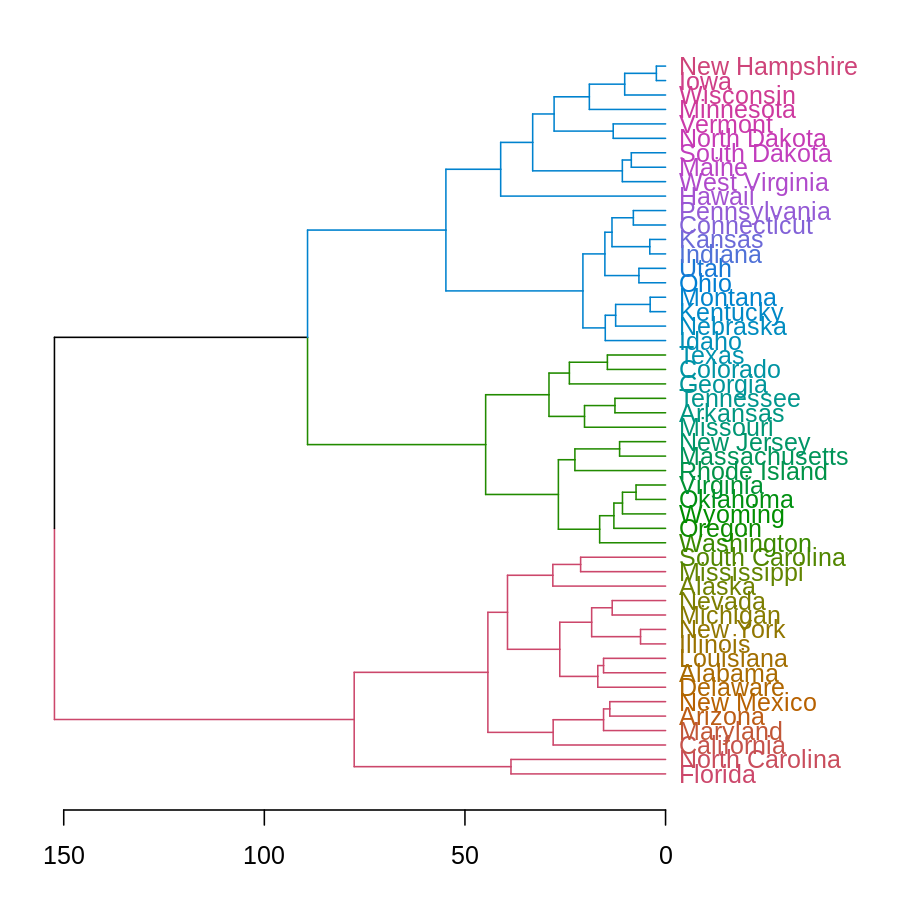 New Hampshire
Iowa
Wisconsin
Minnesota
Vermont
North Dakota
South Dakota
Maine
West Virginia
Hawaii
Pennsylvania
Connecticut
Kansas
Indiana
Utah
Ohio
Montana
Kentucky
Nebraska
Idaho
Texas
Colorado
Georgia
Tennessee
Arkansas
Missouri
New Jersey
Massachusetts
Rhode Island
Virginia
Oklahoma
Wyoming
Oregon
Washington
South Carolina
Mississippi
Alaska
Nevada
Michigan
New York
Illinois
Louisiana
Alabama
Delaware
New Mexico
Arizona
Maryland
California
North Carolina
Florida
150 100 50 0